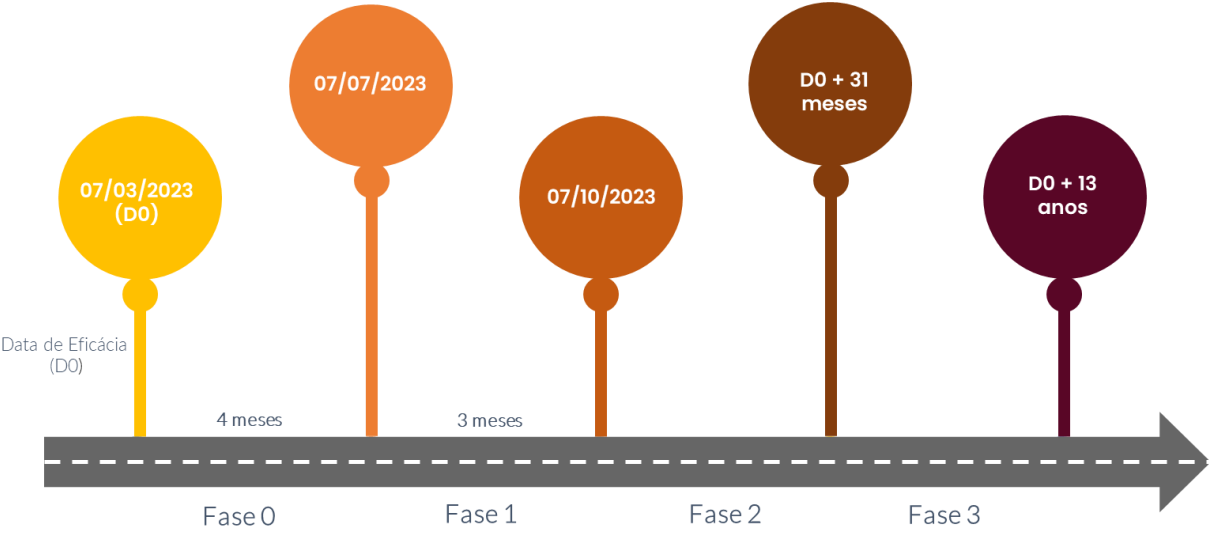 07/03/2023
(D0)
07/07/2023
07/10/2023
D0 + 31
meses
D0 + 13
anos
Data de Eficácia
(D0)
4 meses
3 meses
Fase 0
Fase 1
Fase 2
Fase 3